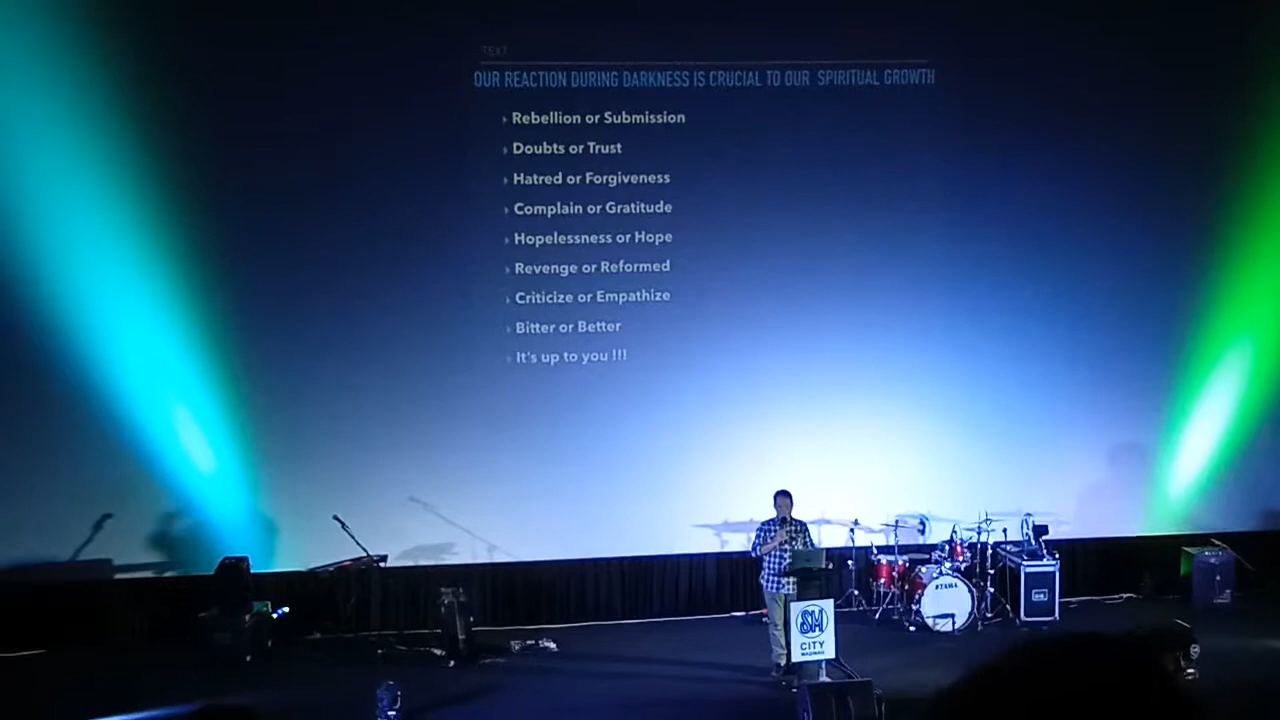 TEXT
OUR REACTION DURING DARKNESS IS CRUCIAL TO OUR SPIRITUAL GROWTH
Rebellion or Submission
Doubts or Trust
Hatred or Forgiveness
Complain or Gratitude
Hopelessness or Hope
Revenge or Reformed
Criticize or Empathize
Bitter or Better
It's up to you !!!
TAMA
SM
CITY